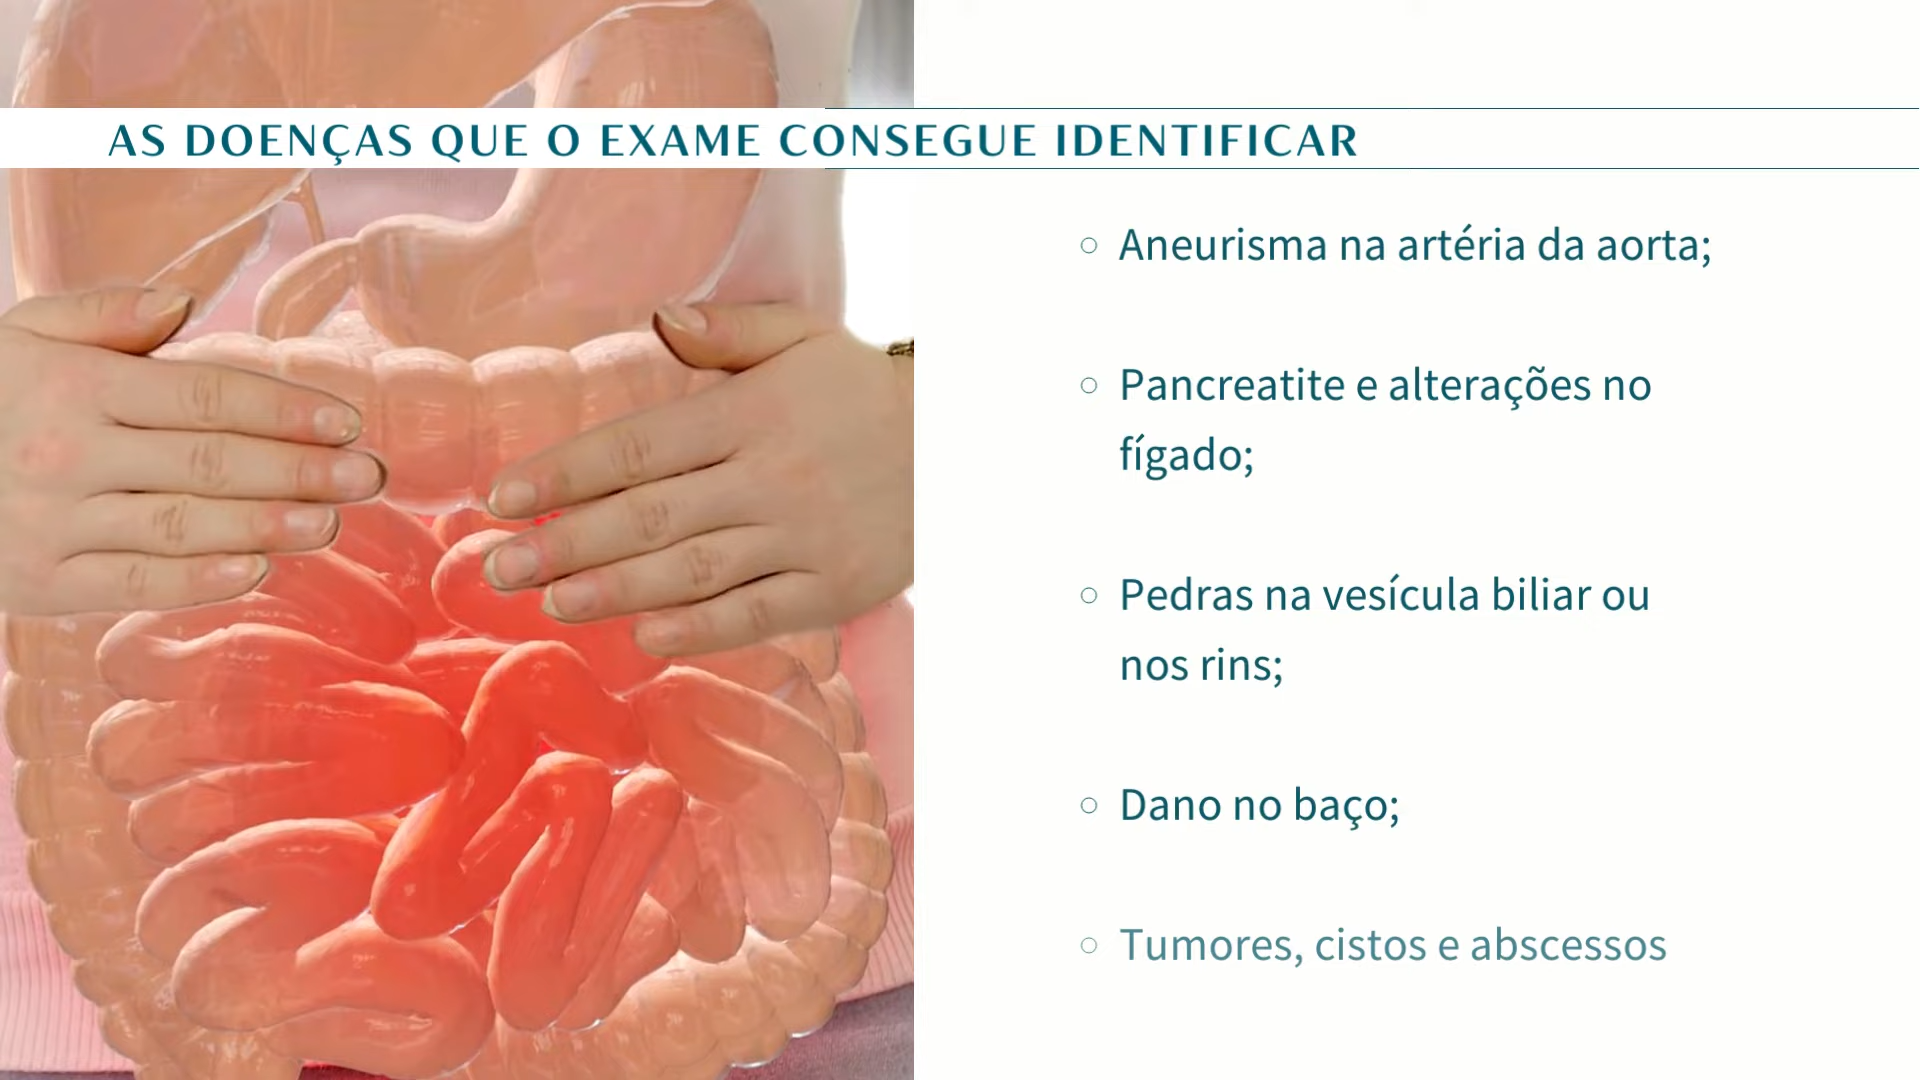 AS DOENÇAS QUE O EXAME CONSEGUE IDENTIFICAR
Aneurisma na artéria da aorta;
Pancreatite e alterações no
fígado;
Pedras na vesícula biliar ou
nos rins;
Dano no baço;
Tumores, cistos e abscessos